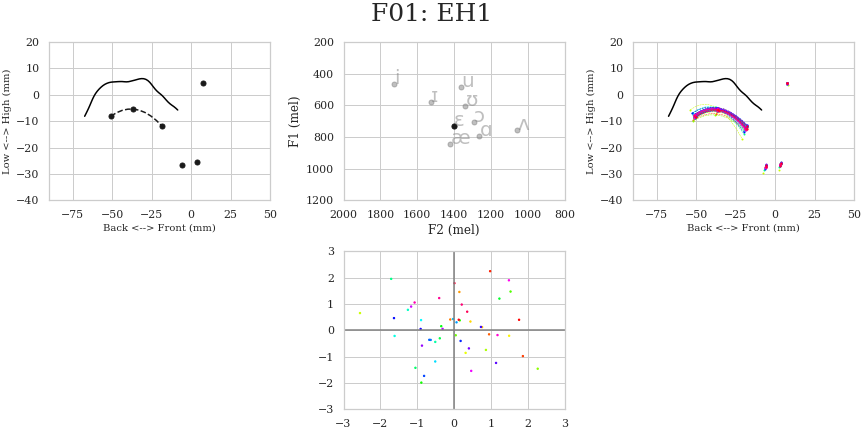 F01: EH1
20
10
0
−10
−20
−30
−40
Low <--> High (mm)
−75 −50 −25 0 25 50
Back <--> Front (mm)
200
400
600
800
1000
1200
F1 (mel)
i
u
ɪ
ʊ
ɛ
ɔ
ʌ
ɑ
æ
2000 1800 1600 1400 1200 1000 800
F2 (mel)
20
10
0
−10
−20
−30
−40
Low <--> High (mm)
−75 −50 −25 0 25 50
Back <--> Front (mm)
3
2
1
0
−1
−2
−3
−3 −2 −1 0 1 2 3